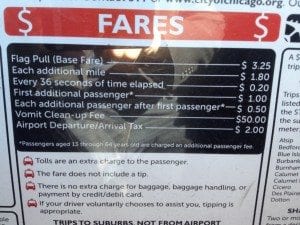 www.cityofchicago.org
$ FARES $
Flag Pull (Base Fare) $ 3.25
Each additional mile $ 1.80
Every 36 seconds of time elapsed $ 0.20
First additional passenger* $ 1.00
Each additional passenger after first passenger* $ 0.50
Vomit Clean-up Fee $50.00
Airport Departure/Arrival Tax $ 2.00
*Passengers aged 13 through 64 years old are charged an additional passenger fee.
Tolls are an extra charge to the passenger.
The fare does not include a tip.
There is no extra charge for baggage, baggage handling, or
payment by credit/debit card.
If your driver voluntarily chooses to assist you, tipping is
appropriate.
TRIPS TO SUBURBS, NOT FROM AIRPORT
trips
listed
the
Alsip
Bedford
Blue Isl
Burnham
Calumet
Calumet
Cicero
Des Plaine
Dolton
SHAR
Two or m